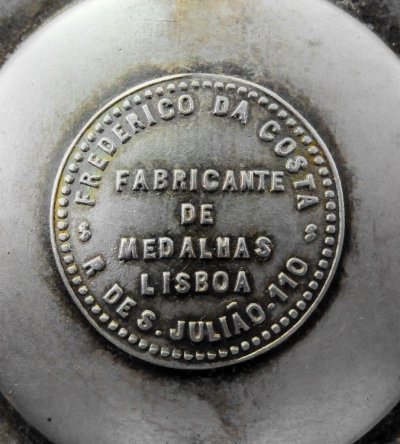 FREDERICO DA COSTA
FABRICANTE
DE
MEDALHAS
LISBOA
R. DE S. JULIÃO. 110